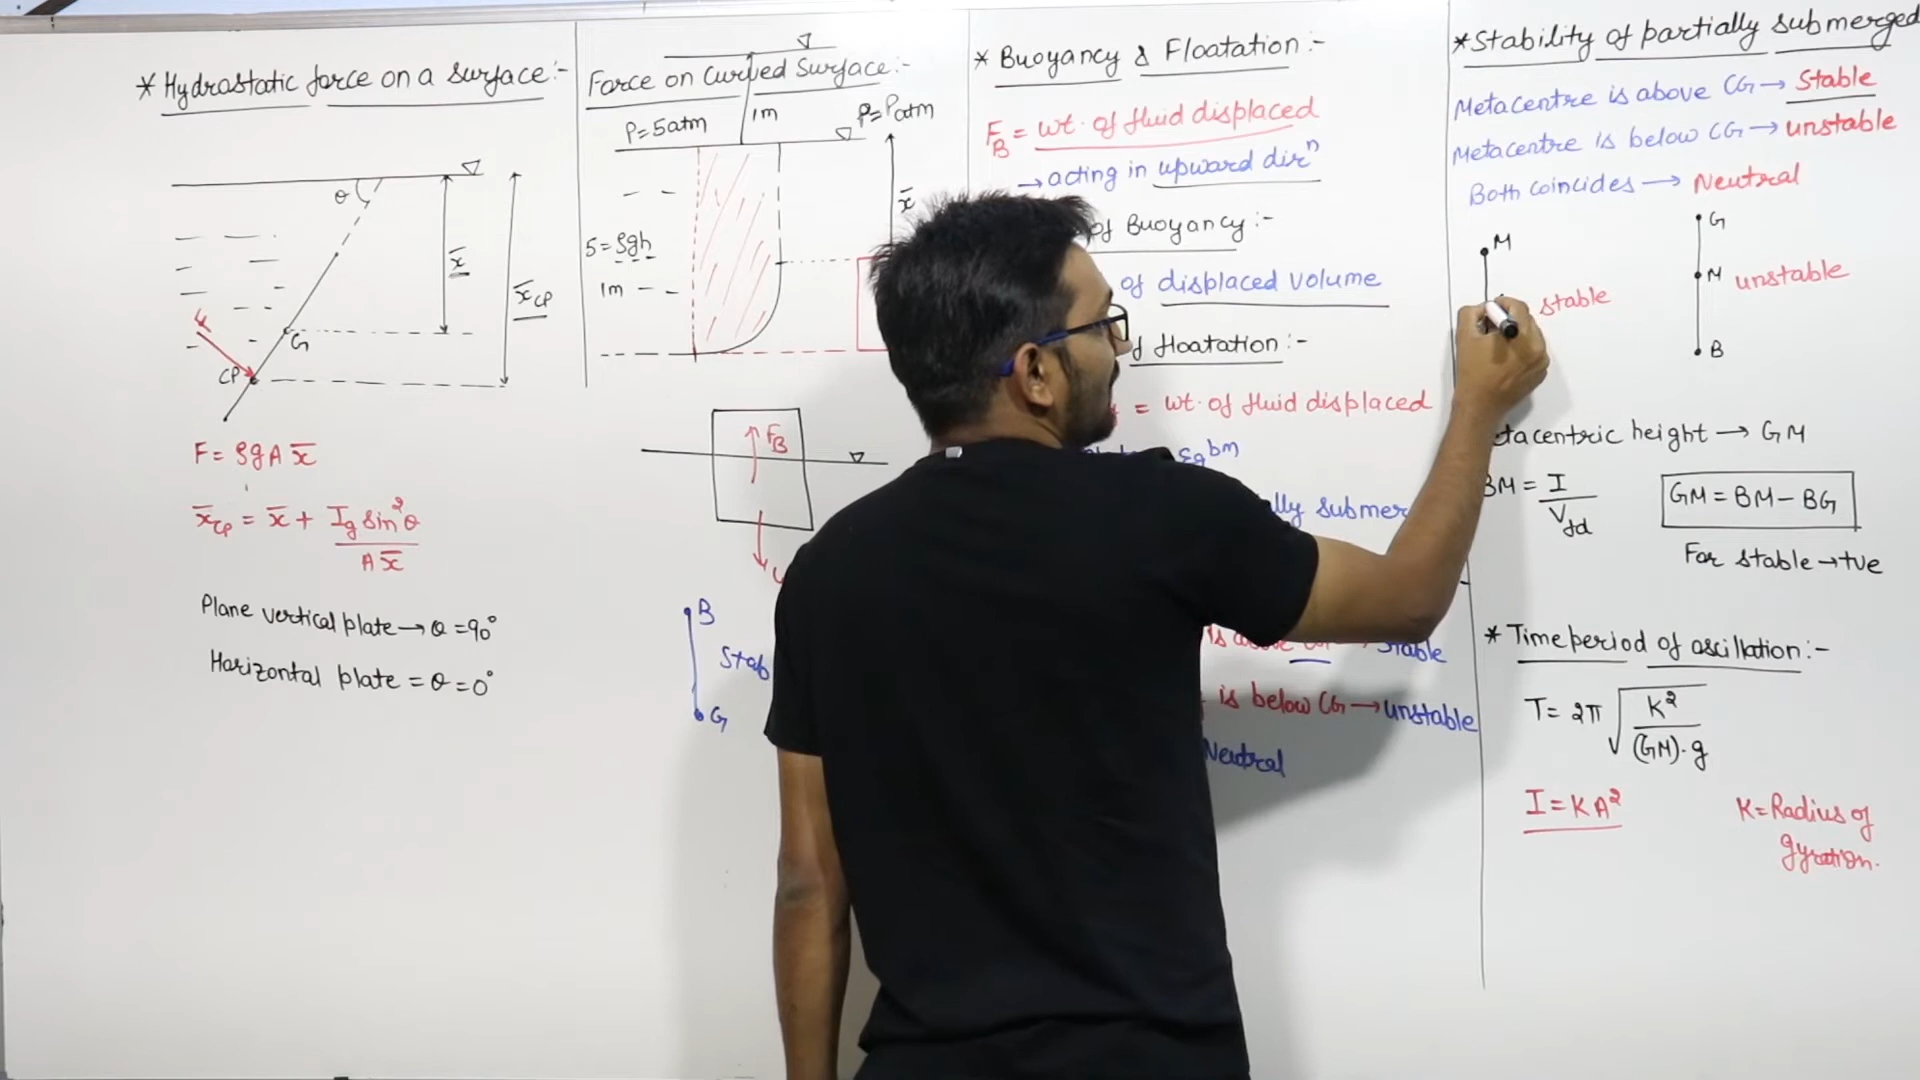 * Hydrostatic force on a surface:-
θ
x̄
x̄cp
G
CP
F = ρgA x̄
x̄cp = x̄ + Ig sin²θ / A x̄
Plane vertical plate → θ = 90°
Horizontal plate = θ = 0°
Force on Curved Surface:-
P=5atm
1m
P=Patm
x̄
5 = ρgh
1m
FB
B
Stab
G
* Buoyancy & Floatation:-
FB = wt. of fluid displaced
→ acting in upward dirⁿ
of Buoyancy:-
of displaced volume
floatation:-
= wt. of fluid displaced
lly submer
is above → stable
is below CG → unstable
Neutral
* Stability of partially submerged
Metacentre is above CG → Stable
Metacentre is below CG → unstable
Both coincides → Neutral
M
stable
G
M unstable
B
tacentric height → GM
BM = I / Vfd
GM = BM - BG
For stable → +ve
* Time period of oscillation:-
T = 2π √ K² / (GM)·g
I = KA²
K = Radius of
gyration.